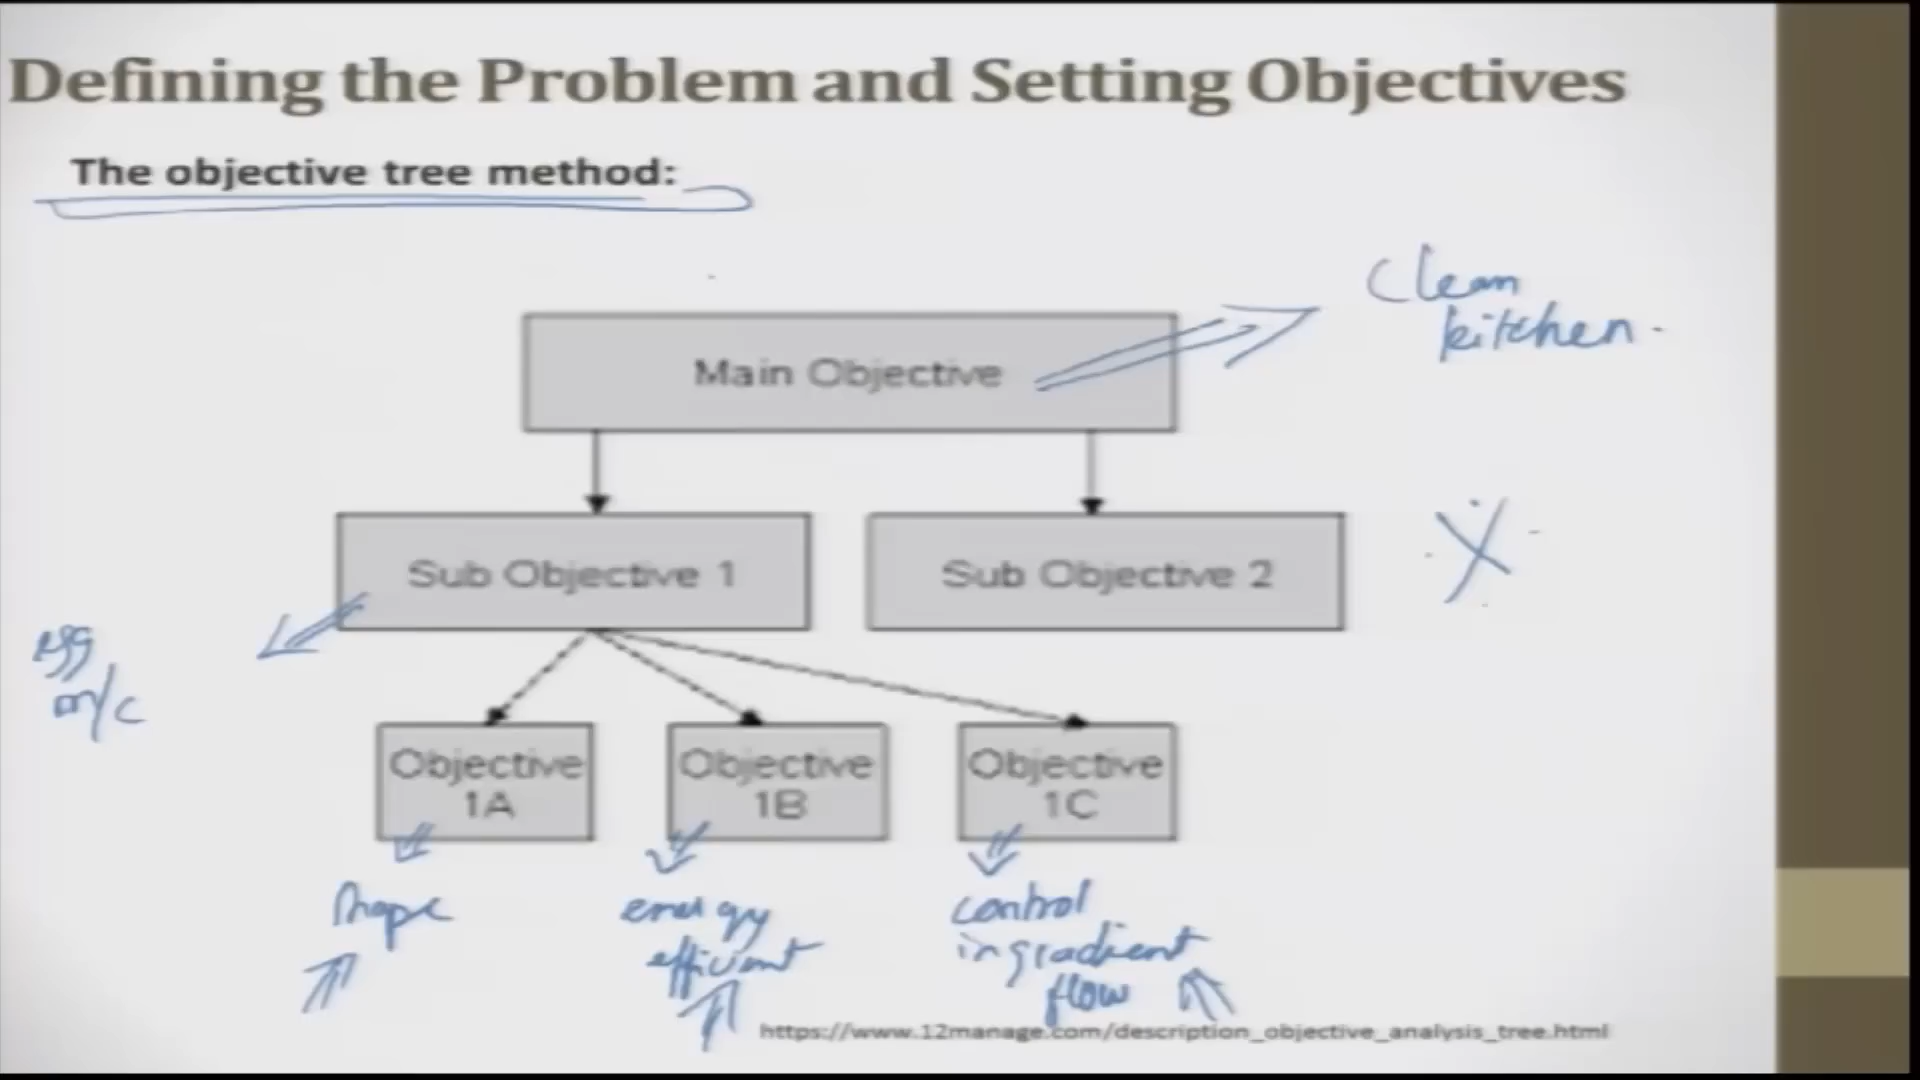 Defining the Problem and Setting Objectives
The objective tree method:
Clean
kitchen.
Main Objective
Sub Objective 1
Sub Objective 2
X
egg
m/c
Objective
1A
Objective
1B
Objective
1C
shape
energy
efficient
control
ingradient
flow
https://www.12manage.com/description_objective_analysis_tree.html